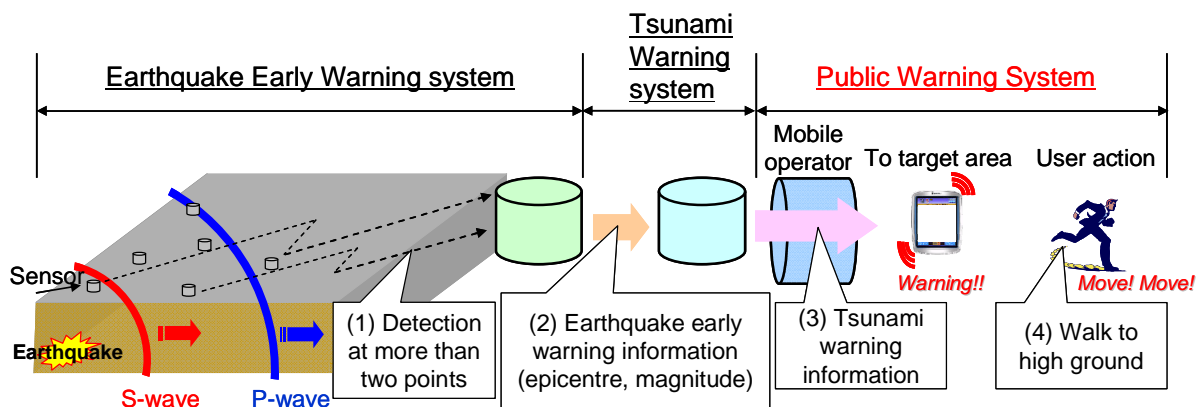 Tsunami
Warning
system
Earthquake Early Warning system
Public Warning System
Mobile
operator
To target area
User action
Sensor
Earthquake
S-wave
P-wave
Warning!!
Move! Move!
(1) Detection
at more than
two points
(2) Earthquake early
warning information
(epicentre, magnitude)
(3) Tsunami
warning
information
(4) Walk to
high ground